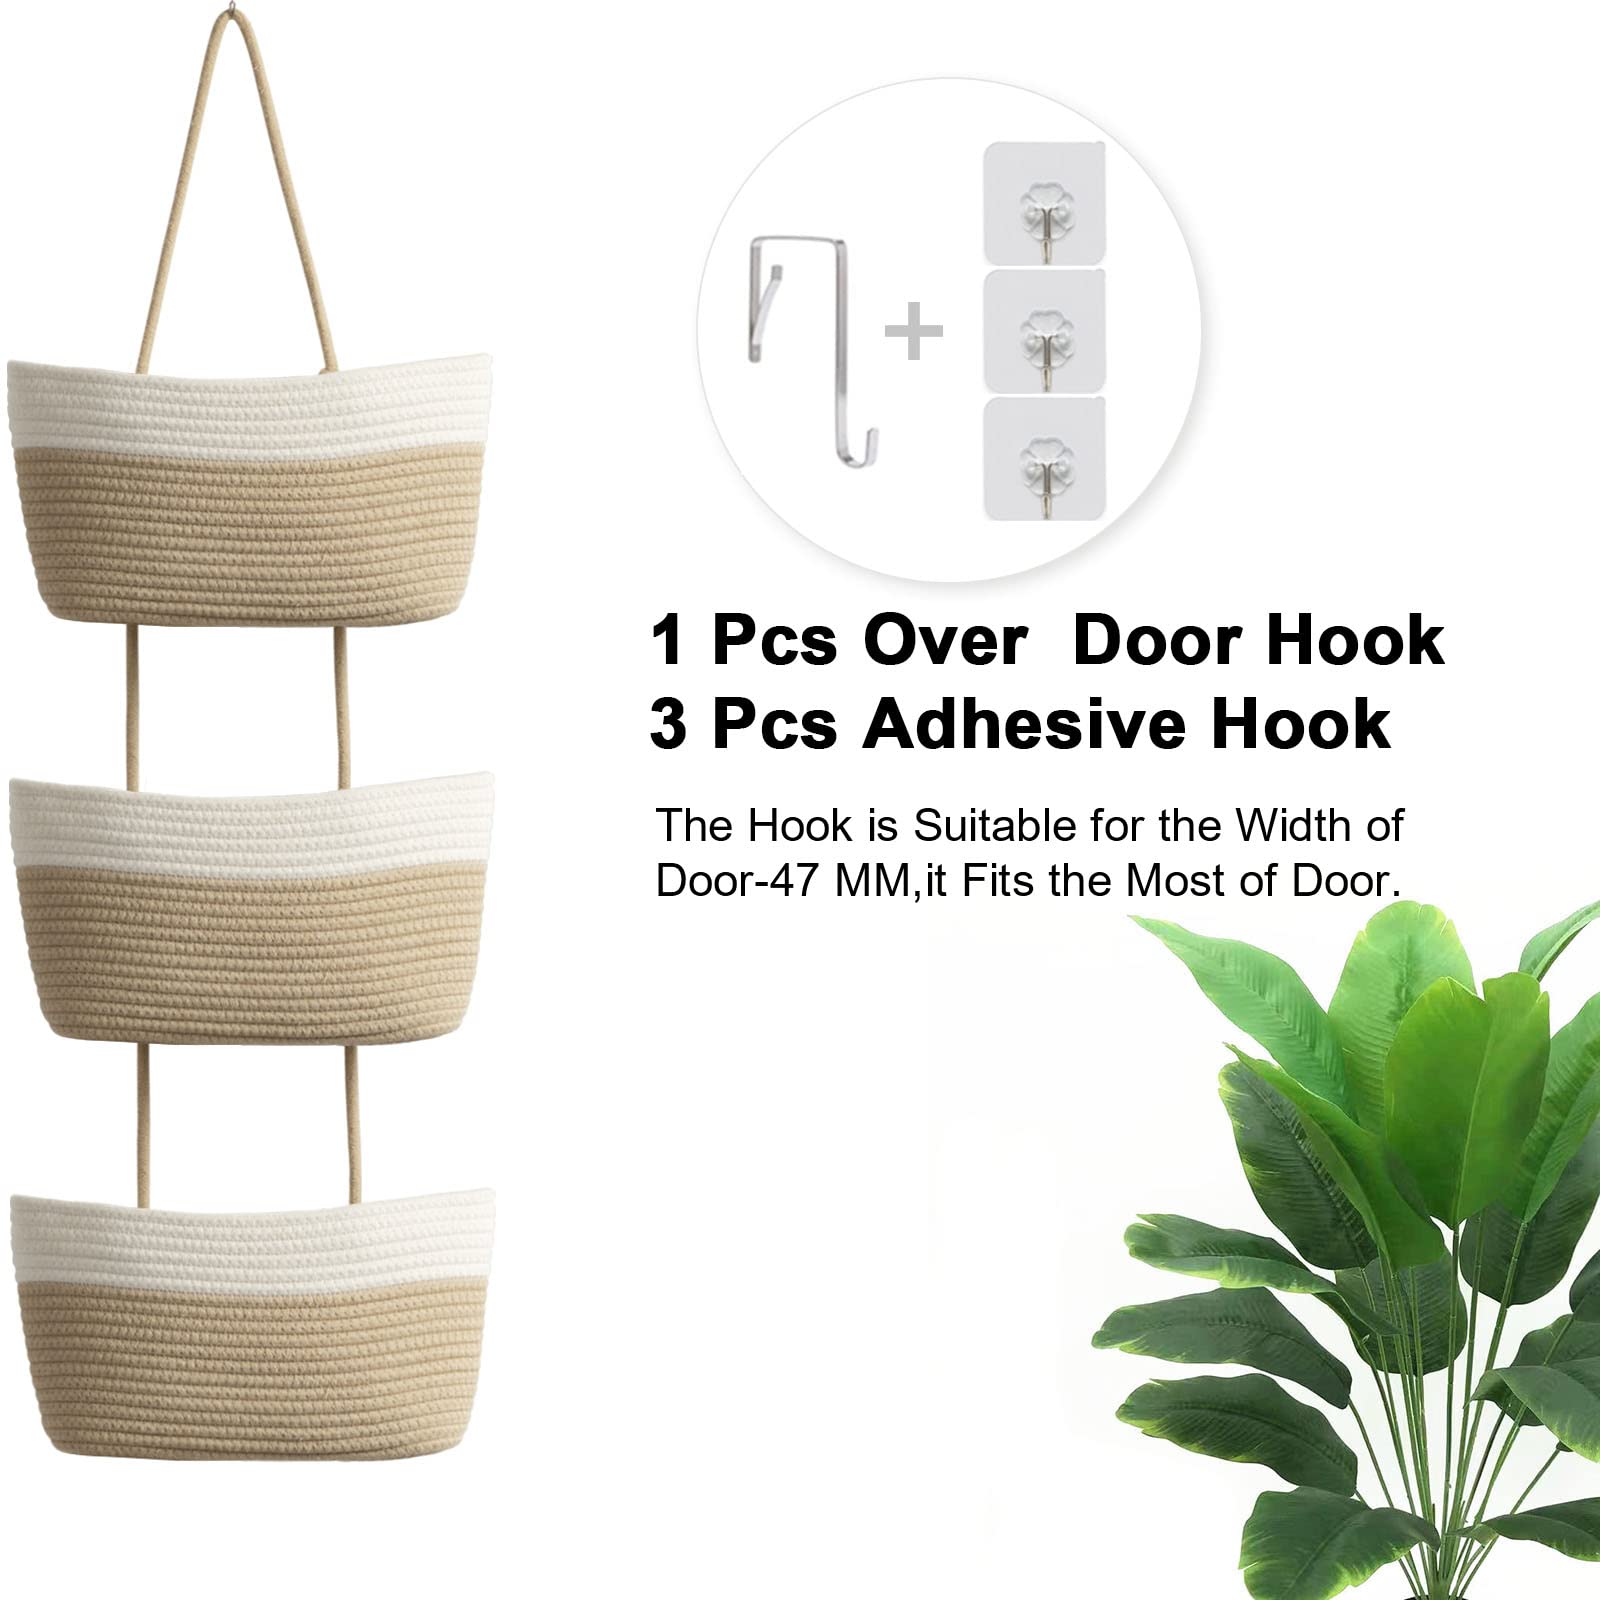 1 Pcs Over Door Hook
3 Pcs Adhesive Hook
The Hook is Suitable for the Width of
Door-47 MM,it Fits the Most of Door.